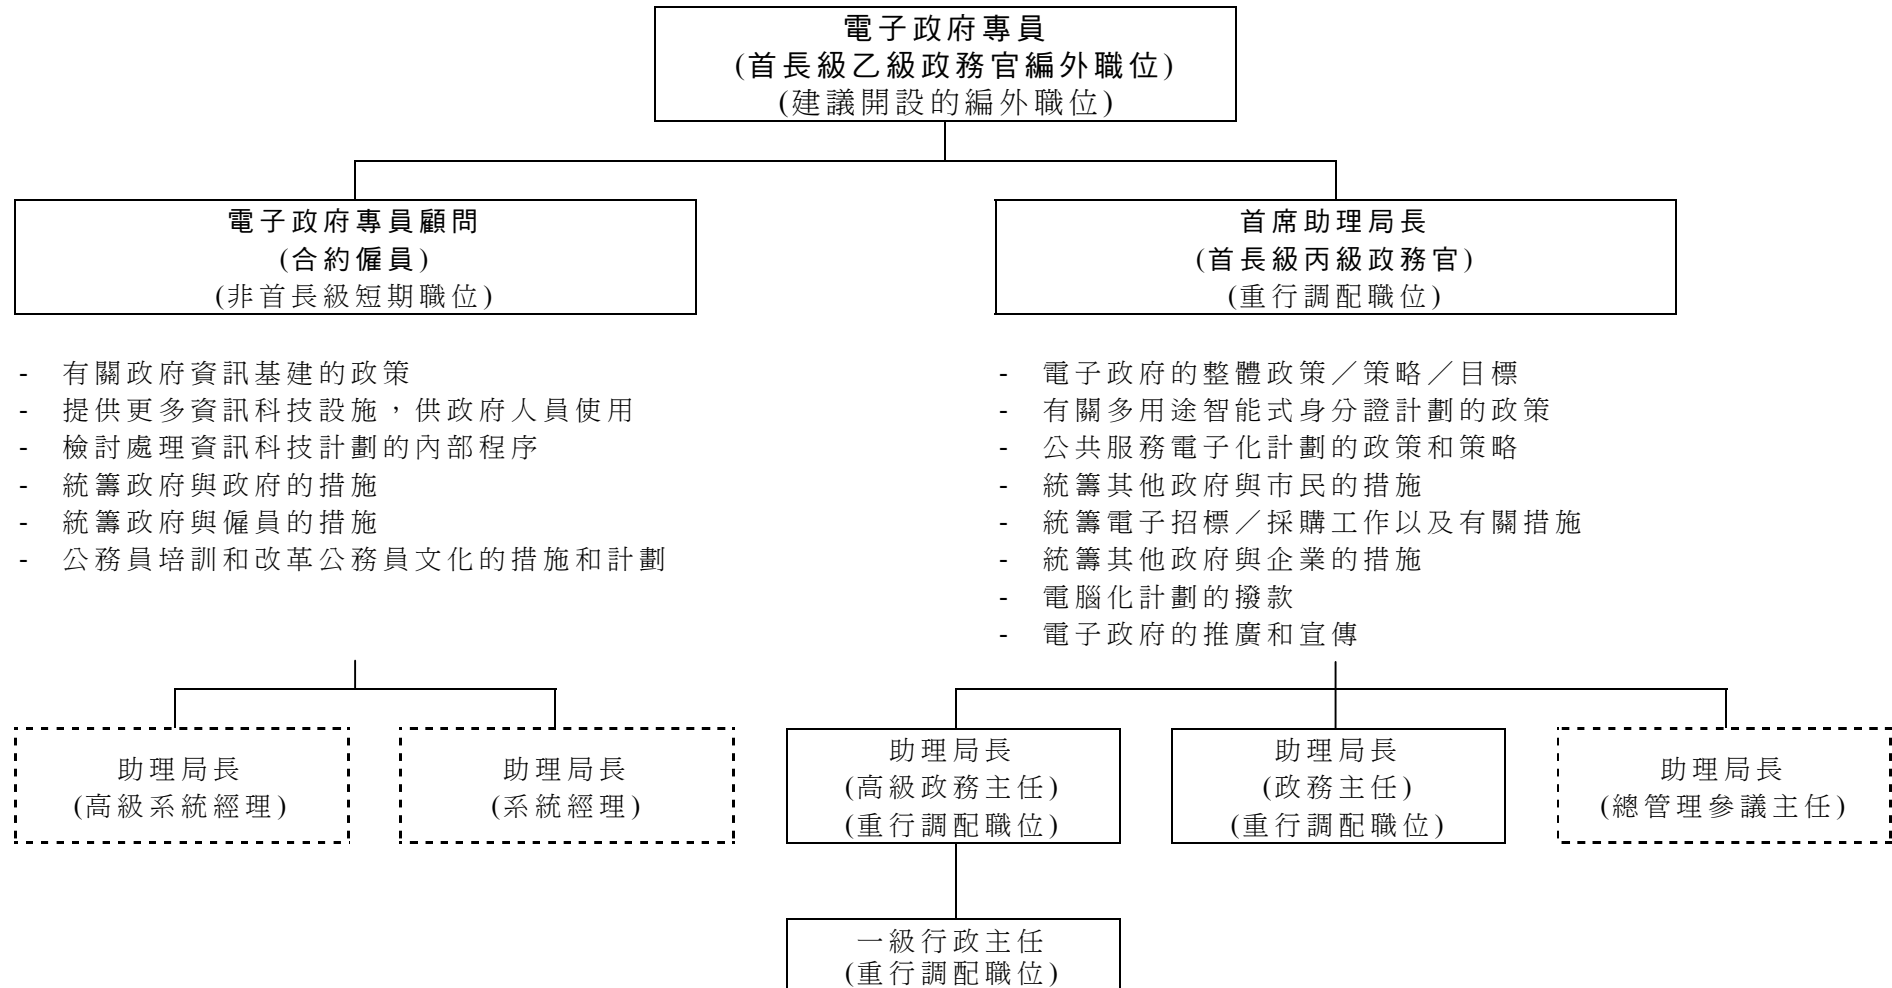 電子政府專員
(首長級乙級政務官編外職位)
(建議開設的編外職位)
電子政府專員顧問
(合約僱員)
(非首長級短期職位)
首席助理局長
(首長級丙級政務官)
(重行調配職位)
- 有關政府資訊基建的政策
- 提供更多資訊科技設施，供政府人員使用
- 檢討處理資訊科技計劃的內部程序
- 統籌政府與政府的措施
- 統籌政府與僱員的措施
- 公務員培訓和改革公務員文化的措施和計劃
- 電子政府的整體政策／策略／目標
- 有關多用途智能式身分證計劃的政策
- 公共服務電子化計劃的政策和策略
- 統籌其他政府與市民的措施
- 統籌電子招標／採購工作以及有關措施
- 統籌其他政府與企業的措施
- 電腦化計劃的撥款
- 電子政府的推廣和宣傳
助理局長
(高級系統經理)
助理局長
(系統經理)
助理局長
(高級政務主任)
(重行調配職位)
助理局長
(政務主任)
(重行調配職位)
助理局長
(總管理參議主任)
一級行政主任
(重行調配職位)